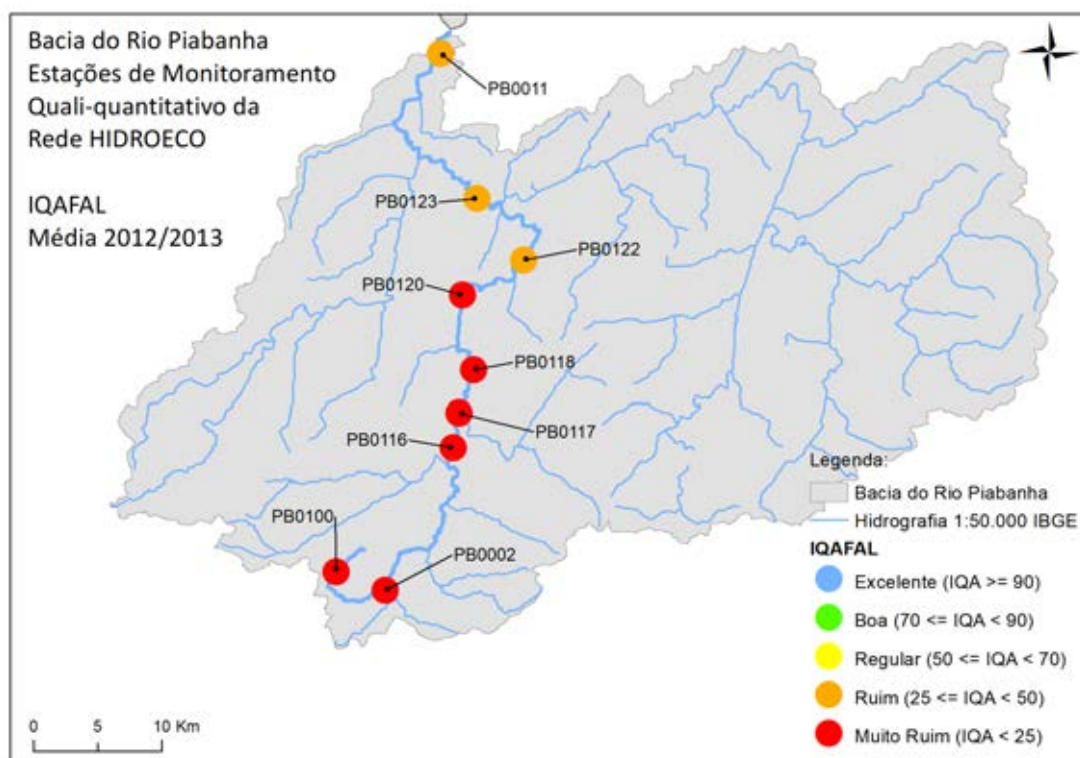 Bacia do Rio Piabanha
Estações de Monitoramento
Quali-quantitativo da
Rede HIDROECO
IQAFAL
Média 2012/2013
PB0011
PB0123
PB0122
PB0120
PB0118
PB0117
PB0116
PB0100
PB0002
Legenda:
Bacia do Rio Piabanha
Hidrografia 1:50.000 IBGE
IQAFAL
Excelente (IQA >= 90)
Boa (70 <= IQA < 90)
Regular (50 <= IQA < 70)
Ruim (25 <= IQA < 50)
Muito Ruim (IQA < 25)
0 5 10 Km